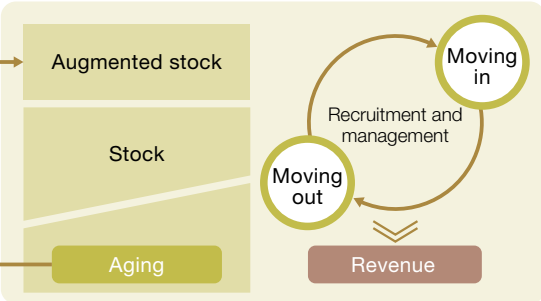 Augmented stock
Stock
Aging
Moving
in
Recruitment and
management
Moving
out
Revenue